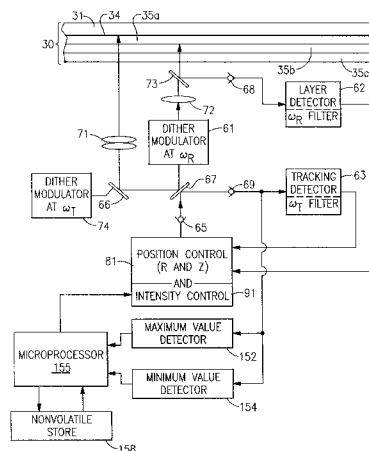 31
34
35a
30
35b
35c
73
68
62
LAYER
DETECTOR
ωR FILTER
72
71
61
DITHER
MODULATOR
AT ωR
67
69
63
TRACKING
DETECTOR
ωT FILTER
DITHER
MODULATOR
AT ωT
66
74
65
81
POSITION CONTROL
(R AND Z)
AND
INTENSITY CONTROL
91
MAXIMUM VALUE
DETECTOR
152
MICROPROCESSOR
155
MINIMUM VALUE
DETECTOR
154
NONVOLATILE
STORE
158